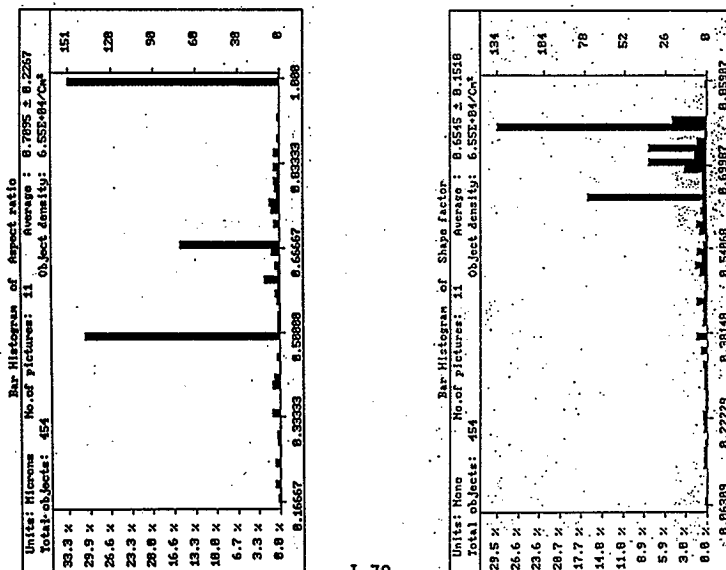 Bar Histogram of Aspect ratio
Units: Microns No.of pictures: 11 Average : 0.7895 ± 0.2267
Total objects: 454 Object density: 6.55E+04/Cm²
33.3 % 151
29.9 %
26.6 % 120
20.0 % 90
16.6 %
13.3 % 60
10.0 %
6.7 % 30
3.3 %
0.0 % 0
0.16667 0.33333 0.50000 0.66667 0.83333 1.000
Bar Histogram of Shape factor
Units: Mono No.of pictures: 11 Average : 0.6545 ± 0.1518
Total objects: 454 Object density: 6.55E+04/Cm²
29.5 % 134
26.6 %
23.6 % 104
20.7 %
17.7 % 78
14.8 %
11.8 % 52
8.9 %
5.9 % 26
3.0 %
0.0 % 0
0.06309 0.22229 0.38148 0.54068 0.69987 0.85907